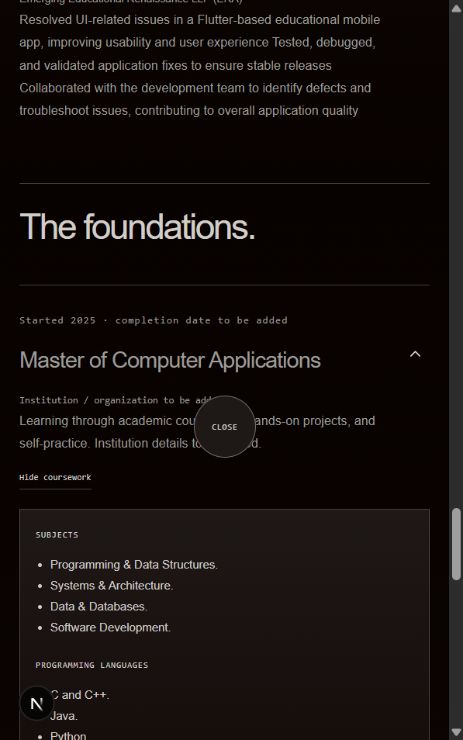 Emerging Educational Renaissance LLP (ERA)
Resolved UI-related issues in a Flutter-based educational mobile
app, improving usability and user experience Tested, debugged,
and validated application fixes to ensure stable releases
Collaborated with the development team to identify defects and
troubleshoot issues, contributing to overall application quality
The foundations.
Started 2025 · completion date to be added
Master of Computer Applications
Institution / organization to be
Learning through academic projects, and
self-practice. Institution details
CLOSE
Hide coursework
SUBJECTS
• Programming & Data Structures.
• Systems & Architecture.
• Data & Databases.
• Software Development.
PROGRAMMING LANGUAGES
C and C++.
Java.
• Python
N